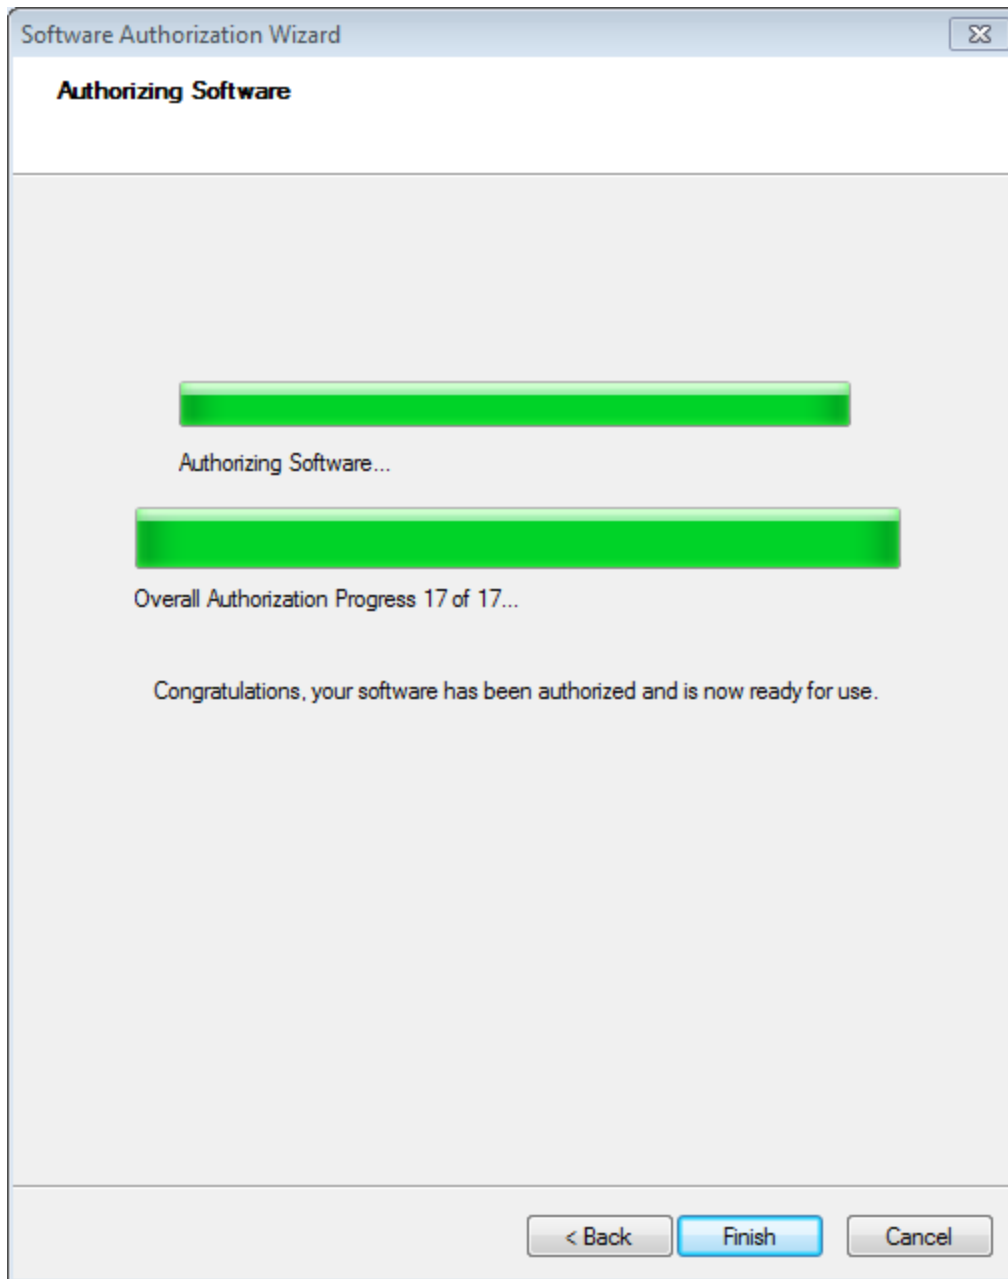 Software Authorization Wizard
Authorizing Software
Authorizing Software...
Overall Authorization Progress 17 of 17...
Congratulations, your software has been authorized and is now ready for use.
< Back Finish Cancel